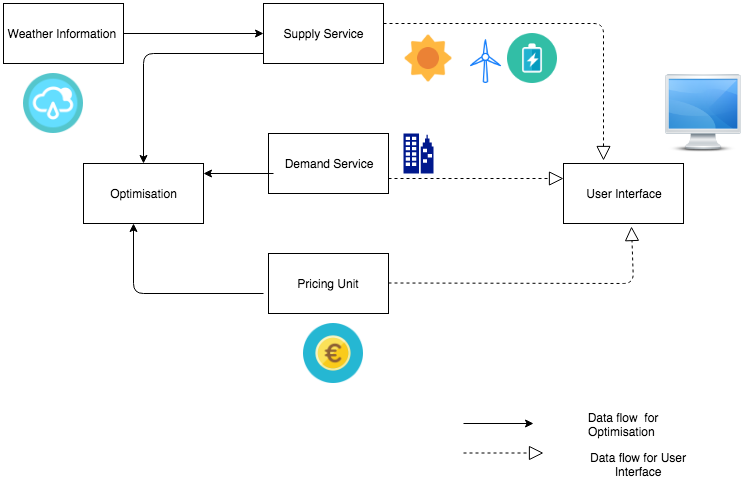 Weather Information
Supply Service
Demand Service
Optimisation
User Interface
Pricing Unit
€
Data flow for
Optimisation
Data flow for User
Interface